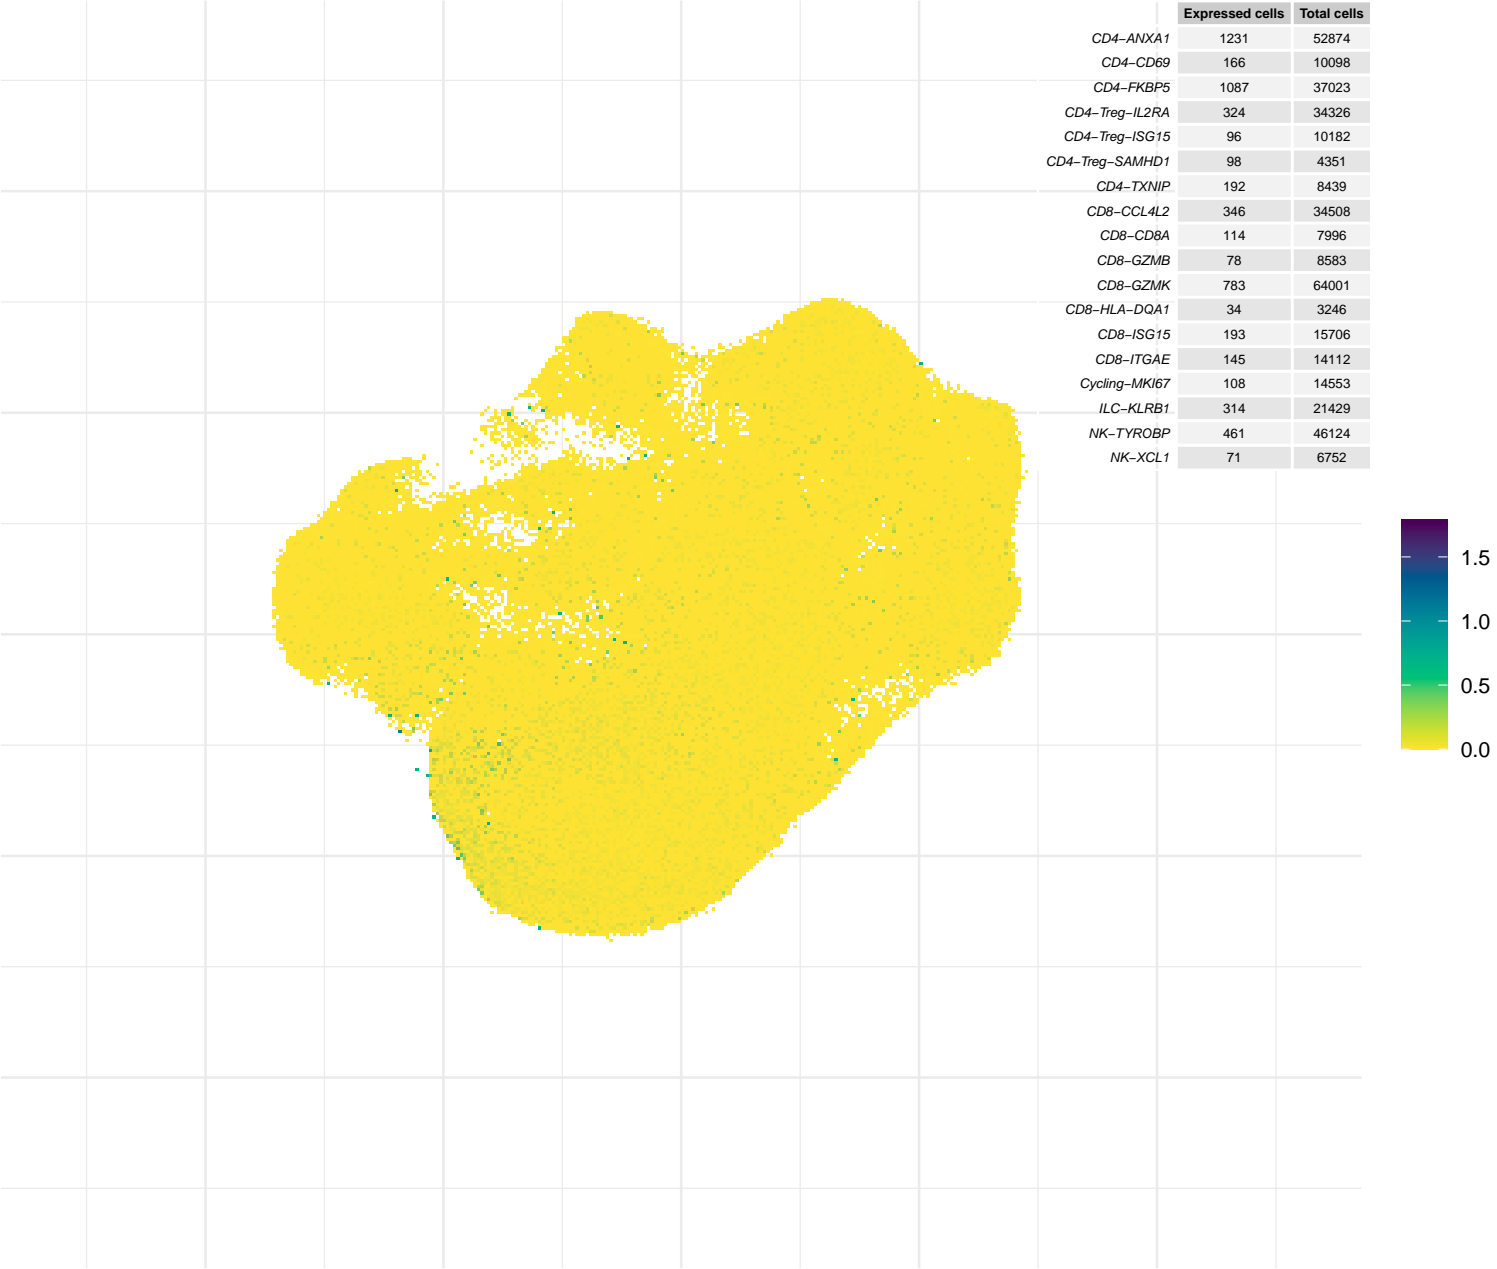 Expressed cells Total cells
CD4−ANXA1 1231 52874
CD4−CD69 166 10098
CD4−FKBP5 1087 37023
CD4−Treg−IL2RA 324 34326
CD4−Treg−ISG15 96 10182
CD4−Treg−SAMHD1 98 4351
CD4−TXNIP 192 8439
CD8−CCL4L2 346 34508
CD8−CD8A 114 7996
CD8−GZMB 78 8583
CD8−GZMK 783 64001
CD8−HLA−DQA1 34 3246
CD8−ISG15 193 15706
CD8−ITGAE 145 14112
Cycling−MKI67 108 14553
ILC−KLRB1 314 21429
NK−TYROBP 461 46124
NK−XCL1 71 6752
1.5
1.0
0.5
0.0